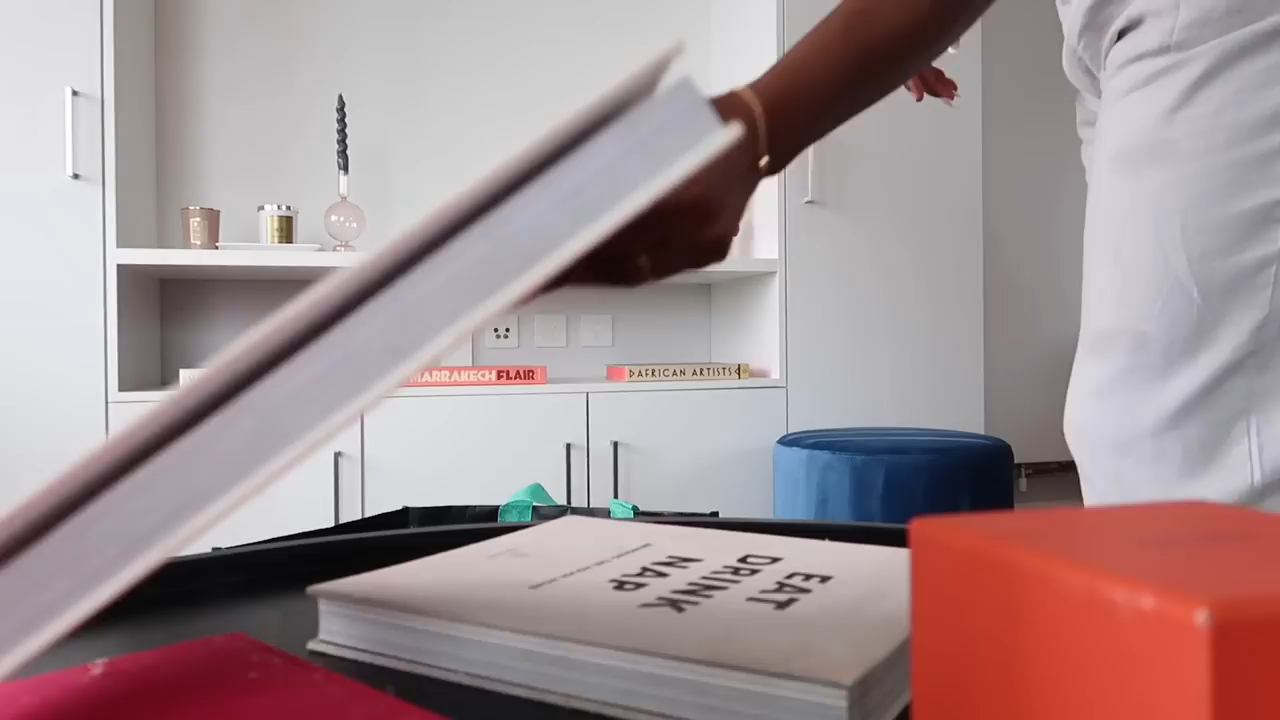 MARRAKECH FLAIR
AFRICAN ARTISTS
EAT
DRINK
NAP